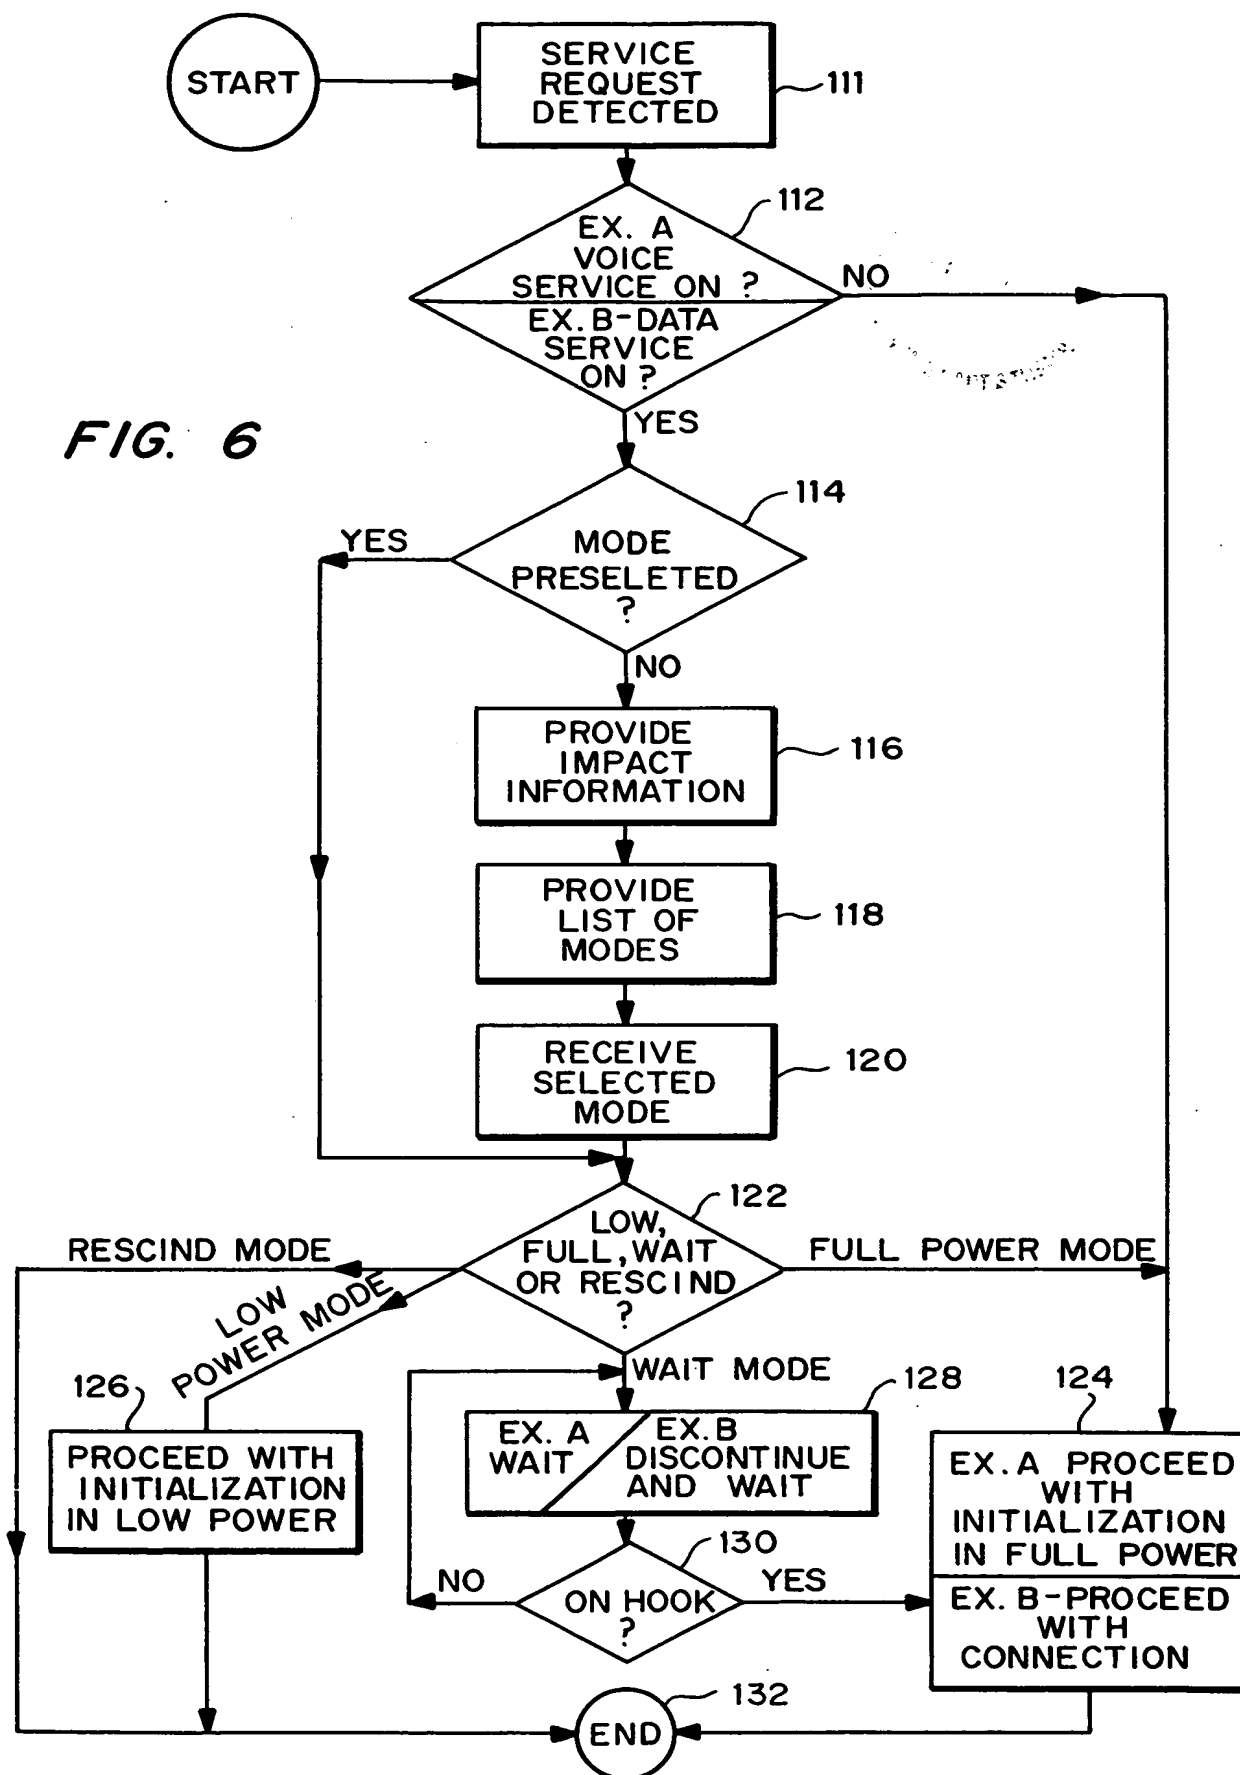 START
SERVICE
REQUEST
DETECTED
111
112
EX. A
VOICE
SERVICE ON ?
NO
EX. B-DATA
SERVICE
ON ?
FIG. 6
YES
114
YES
MODE
PRESELETED
?
NO
PROVIDE
IMPACT
INFORMATION
116
PROVIDE
LIST OF
MODES
118
RECEIVE
SELECTED
MODE
120
122
RESCIND MODE
LOW,
FULL, WAIT
OR RESCIND
?
FULL POWER MODE
LOW
POWER MODE
WAIT MODE
126
128
124
PROCEED WITH
INITIALIZATION
IN LOW POWER
EX. A
WAIT
EX. B
DISCONTINUE
AND WAIT
EX. A PROCEED
WITH
INITIALIZATION
IN FULL POWER
130
NO
ON HOOK
?
YES
EX. B-PROCEED
WITH
CONNECTION
132
END